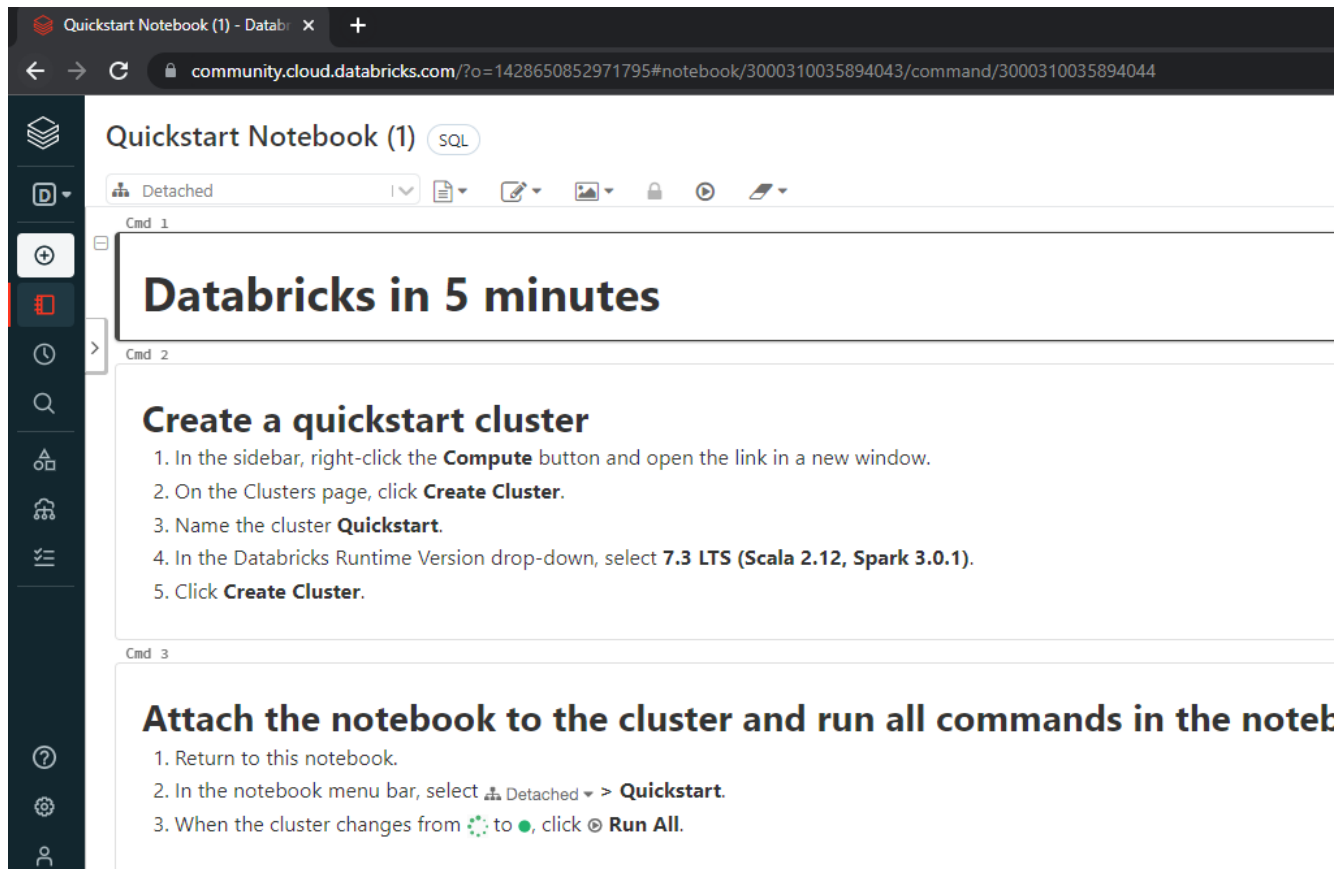 Quickstart Notebook (1) - Datab
community.cloud.databricks.com/?o=1428650852971795#notebook/3000310035894043/command/3000310035894044
Quickstart Notebook (1) SQL
D
Detached
Cmd 1
Databricks in 5 minutes
Cmd 2
Create a quickstart cluster
1. In the sidebar, right-click the Compute button and open the link in a new window.
2. On the Clusters page, click Create Cluster.
3. Name the cluster Quickstart.
4. In the Databricks Runtime Version drop-down, select 7.3 LTS (Scala 2.12, Spark 3.0.1).
5. Click Create Cluster.
Cmd 3
Attach the notebook to the cluster and run all commands in the noteb
1. Return to this notebook.
2. In the notebook menu bar, select Detached > Quickstart.
3. When the cluster changes from to , click Run All.